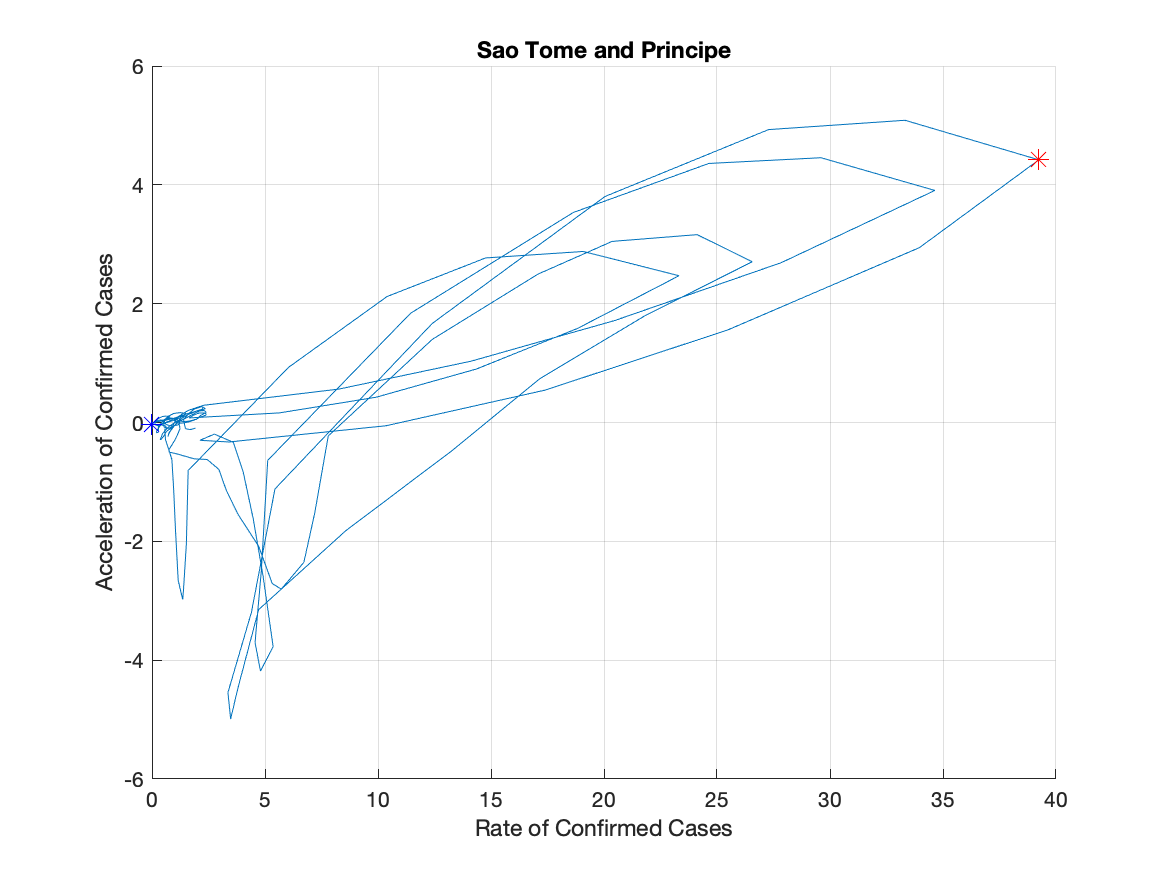 Sao Tome and Principe
6
4
2
0
-2
-4
-6
Acceleration of Confirmed Cases
0 5 10 15 20 25 30 35 40
Rate of Confirmed Cases